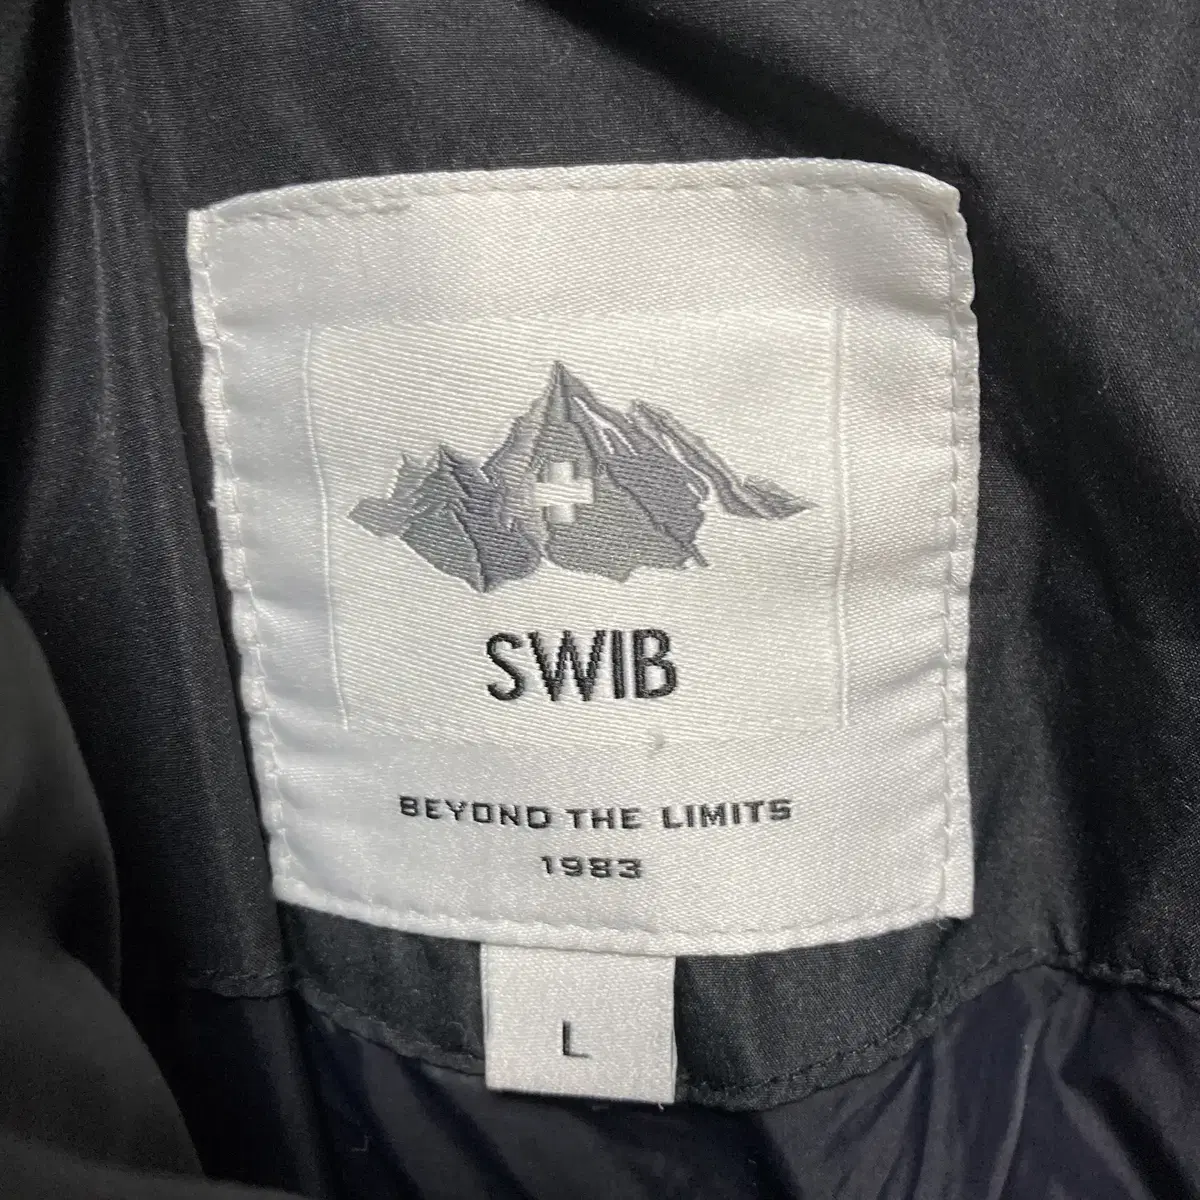 SWIB
BEYOND THE LIMITS
1983
L